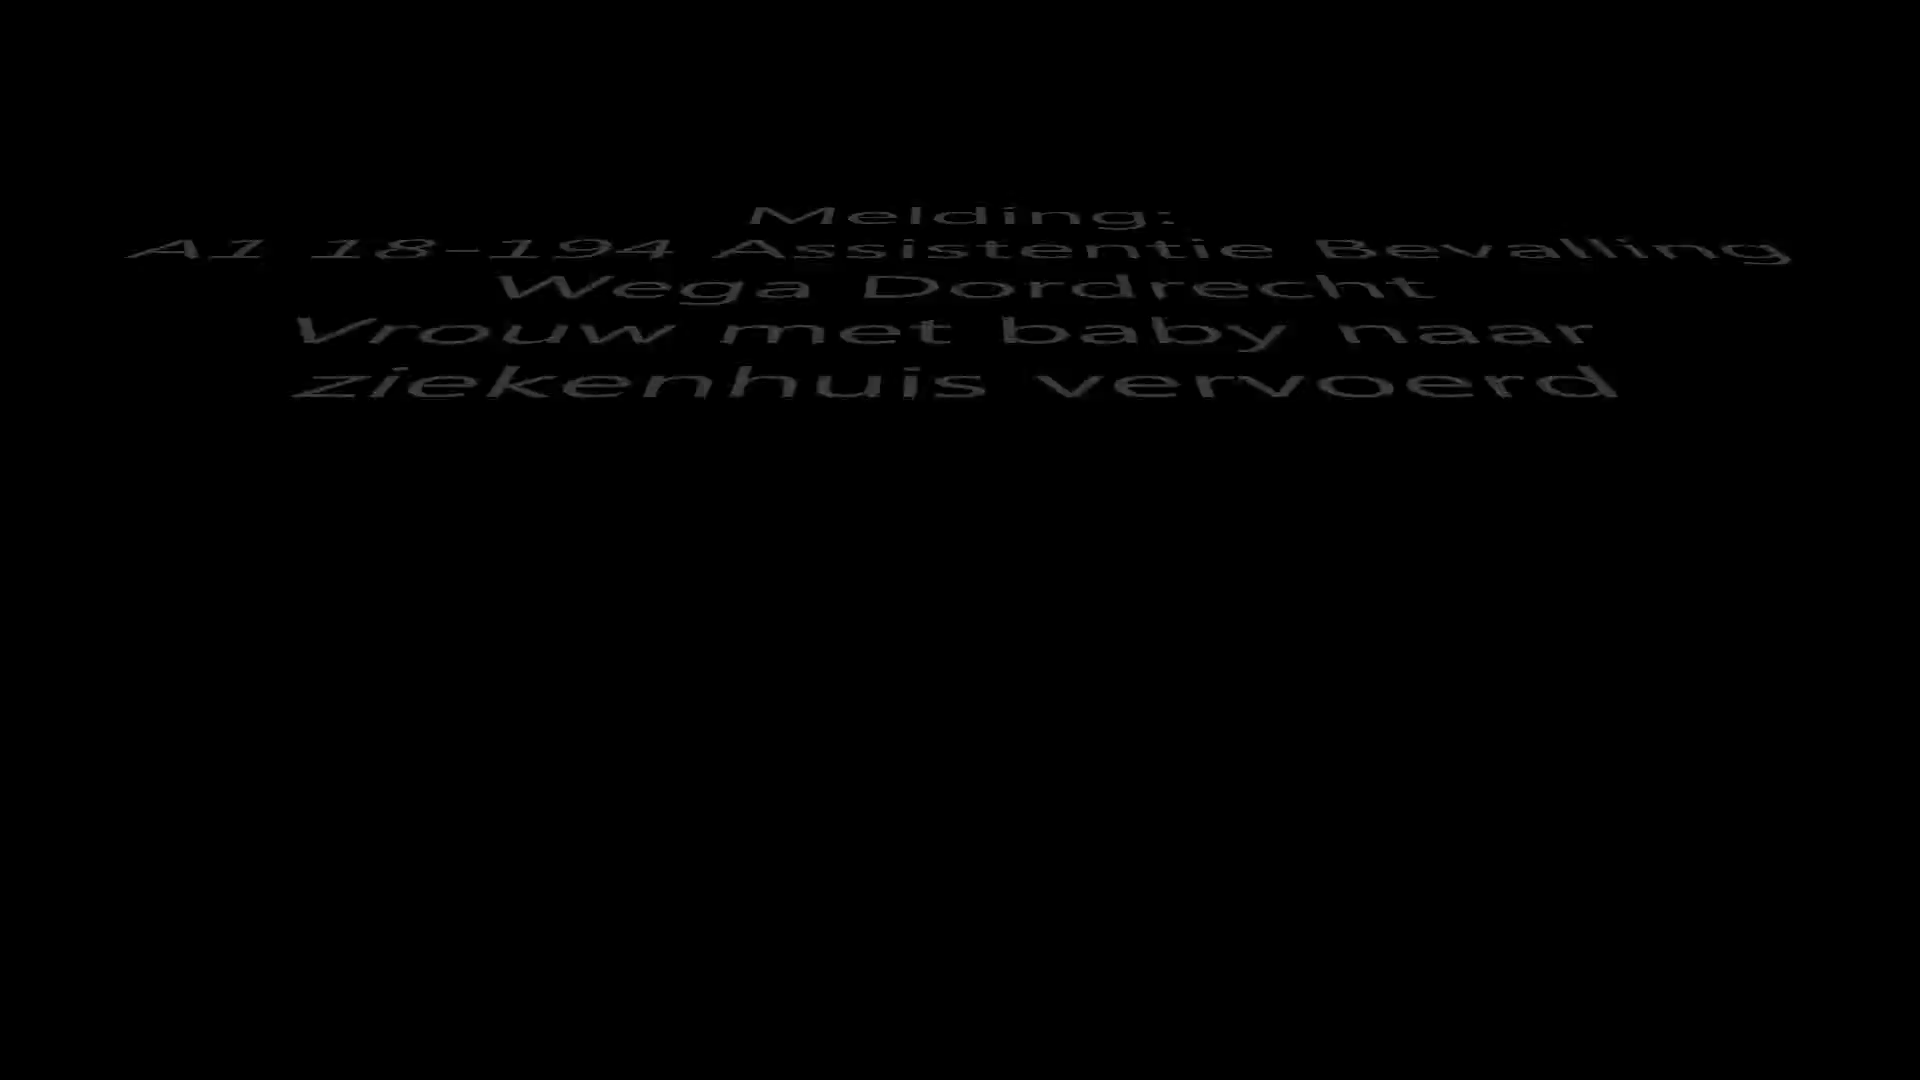 Melding:
A1 18-194 Assistentie Bevalling
Wega Dordrecht
Vrouw met baby naar
ziekenhuis vervoerd